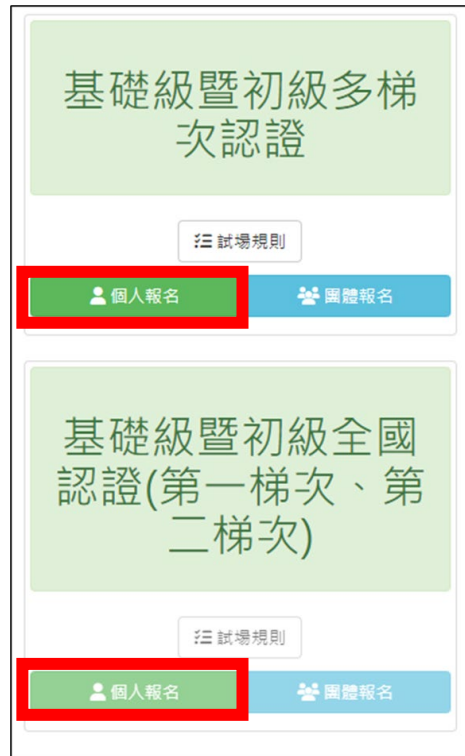 基礎級暨初級多梯
次認證
試場規則
個人報名
團體報名
基礎級暨初級全國
認證(第一梯次、第
二梯次)
試場規則
個人報名
團體報名